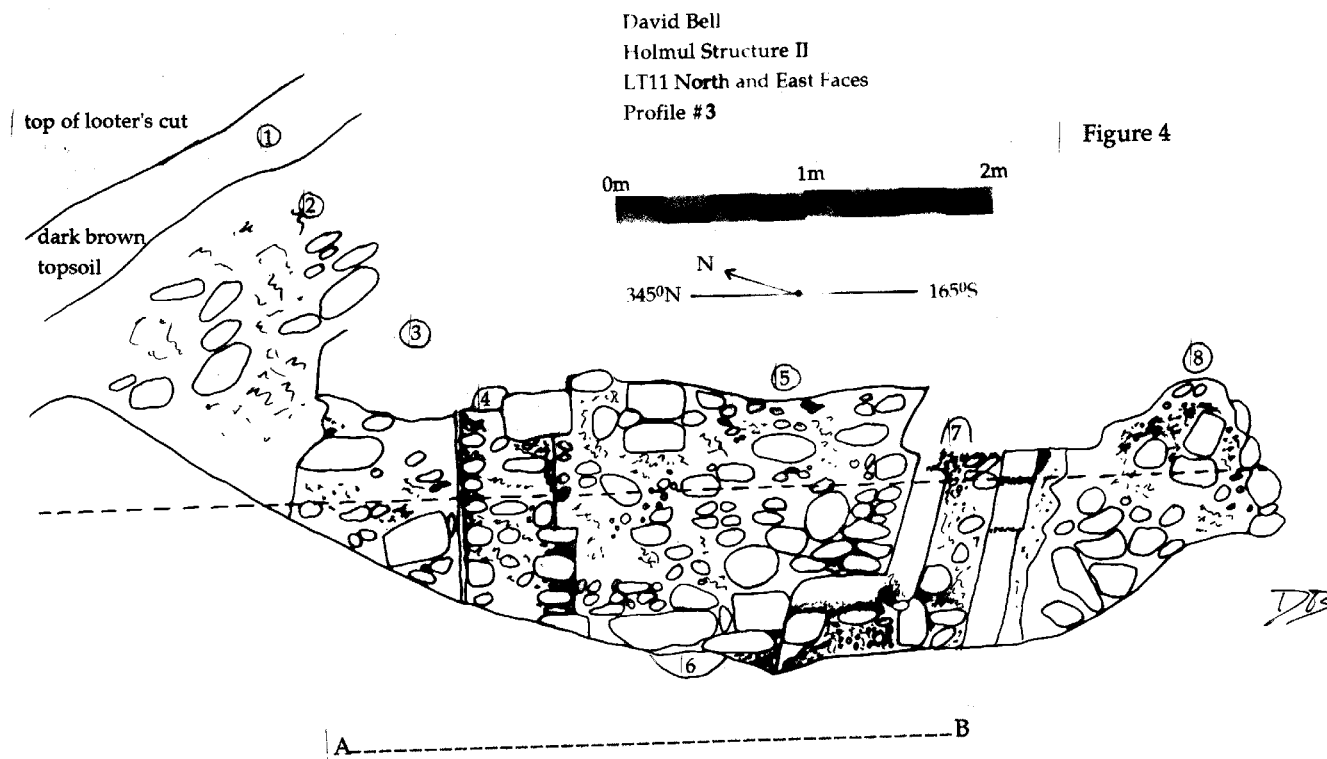 David Bell
Holmul Structure II
LT11 North and East Faces
Profile #3
Figure 4
top of looter's cut
1
0m 1m 2m
2
dark brown
topsoil
N
345⁰N 165⁰S
3
8
5
4
7
6
A B